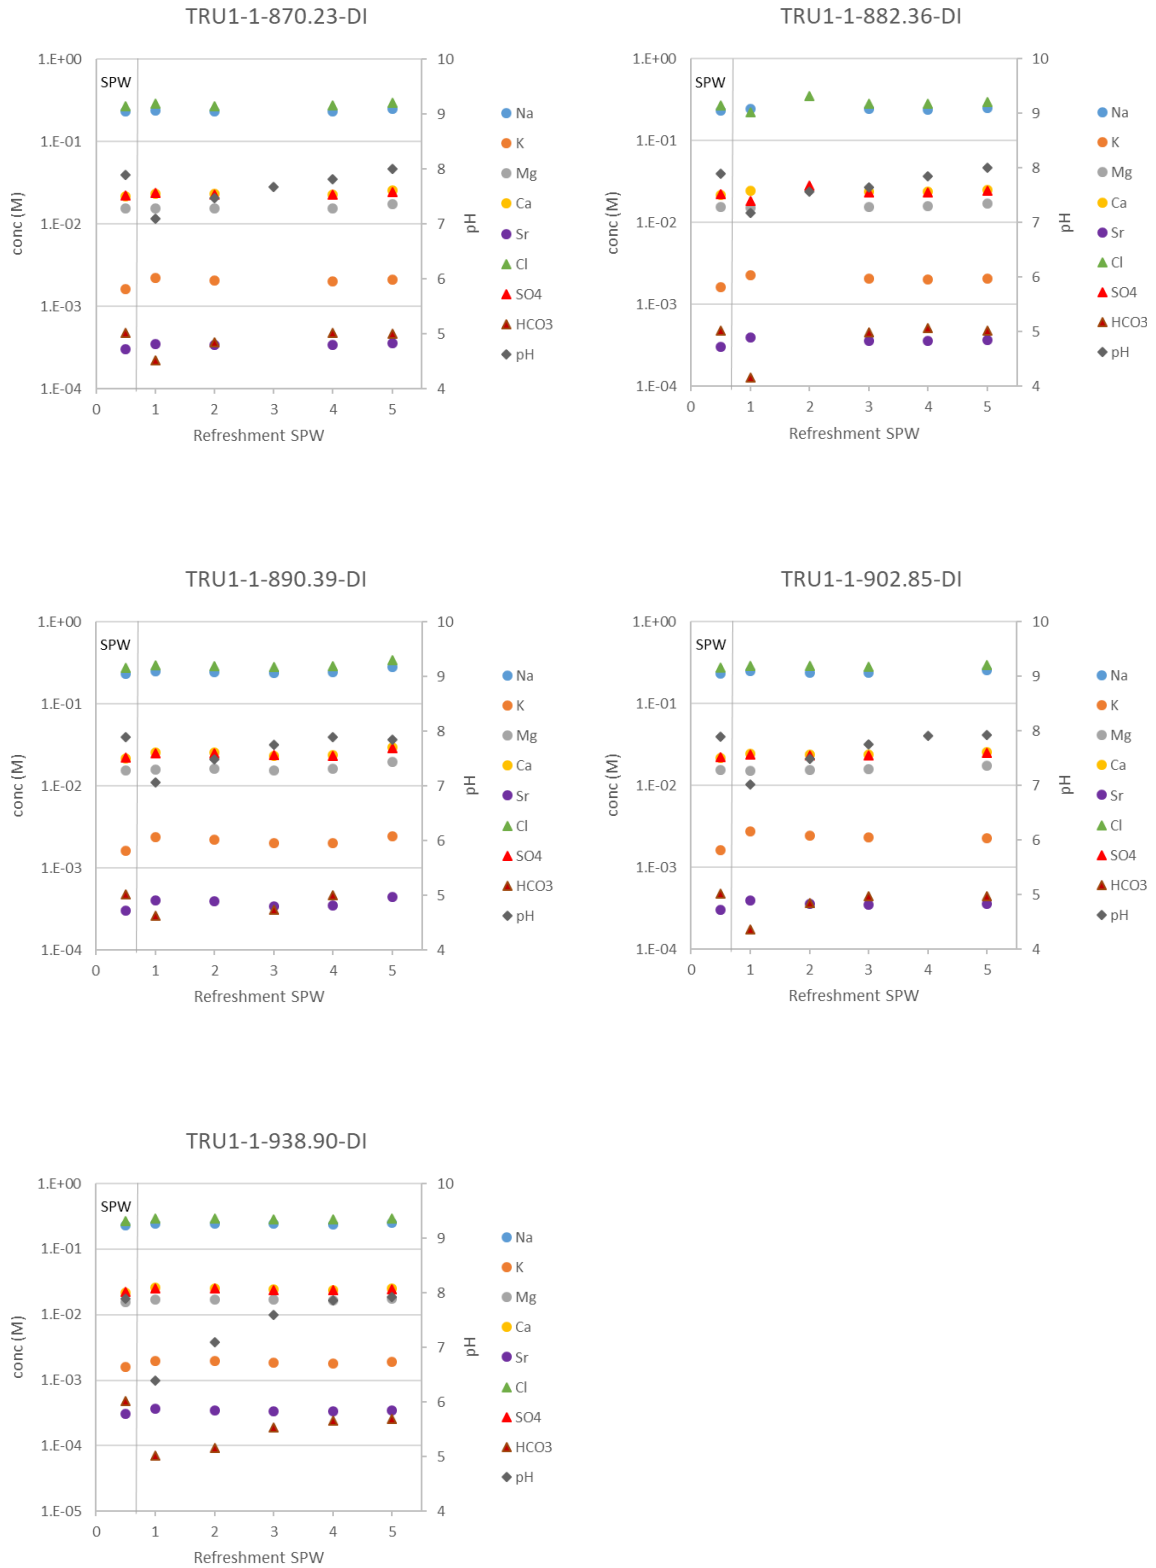 TRU1-1-870.23-DI
1.E+00
1.E-01
1.E-02
1.E-03
1.E-04
conc (M)
SPW
10
9
8
7
6
5
4
pH
0
1
2
3
4
5
Refreshment SPW
Na
K
Mg
Ca
Sr
Cl
SO4
HCO3
pH
TRU1-1-882.36-DI
1.E+00
1.E-01
1.E-02
1.E-03
1.E-04
conc (M)
SPW
10
9
8
7
6
5
4
pH
0
1
2
3
4
5
Refreshment SPW
Na
K
Mg
Ca
Sr
Cl
SO4
HCO3
pH
TRU1-1-890.39-DI
1.E+00
1.E-01
1.E-02
1.E-03
1.E-04
conc (M)
SPW
10
9
8
7
6
5
4
pH
0
1
2
3
4
5
Refreshment SPW
Na
K
Mg
Ca
Sr
Cl
SO4
HCO3
pH
TRU1-1-902.85-DI
1.E+00
1.E-01
1.E-02
1.E-03
1.E-04
conc (M)
SPW
10
9
8
7
6
5
4
pH
0
1
2
3
4
5
Refreshment SPW
Na
K
Mg
Ca
Sr
Cl
SO4
HCO3
pH
TRU1-1-938.90-DI
1.E+00
1.E-01
1.E-02
1.E-03
1.E-04
1.E-05
conc (M)
SPW
10
9
8
7
6
5
4
pH
0
1
2
3
4
5
Refreshment SPW
Na
K
Mg
Ca
Sr
Cl
SO4
HCO3
pH